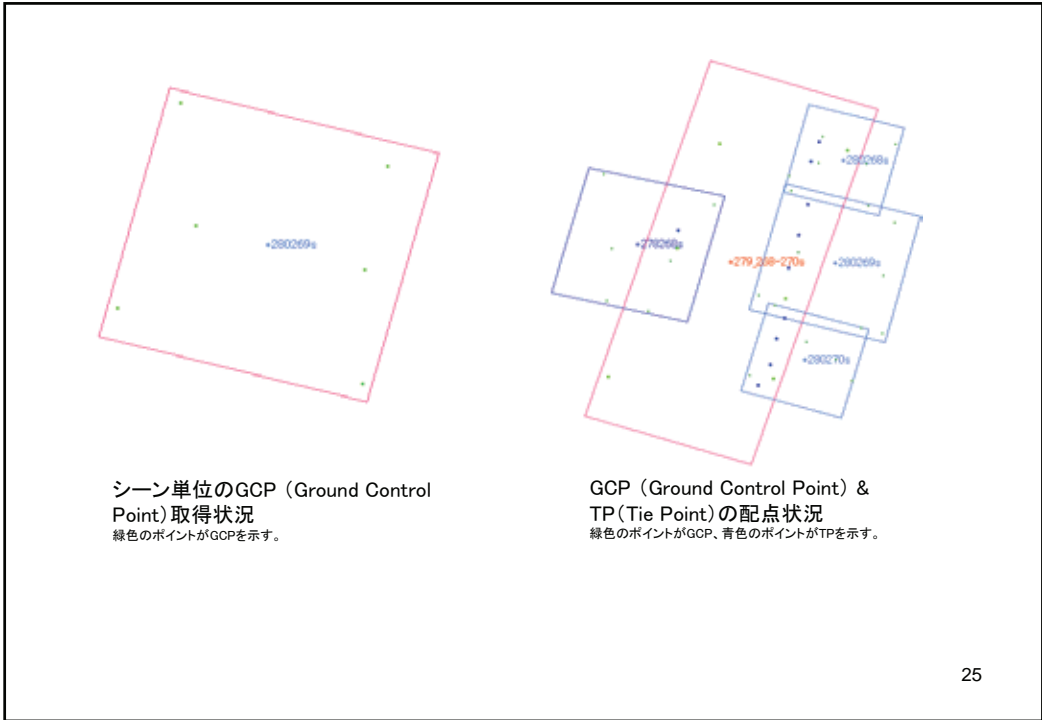 +280269s
シーン単位のGCP（Ground Control
Point）取得状況
緑色のポイントがGCPを示す。
+280268s
+278268s
+279_268-270s
+280269s
+280270s
GCP（Ground Control Point）&
TP（Tie Point）の配点状況
緑色のポイントがGCP、青色のポイントがTPを示す。
25